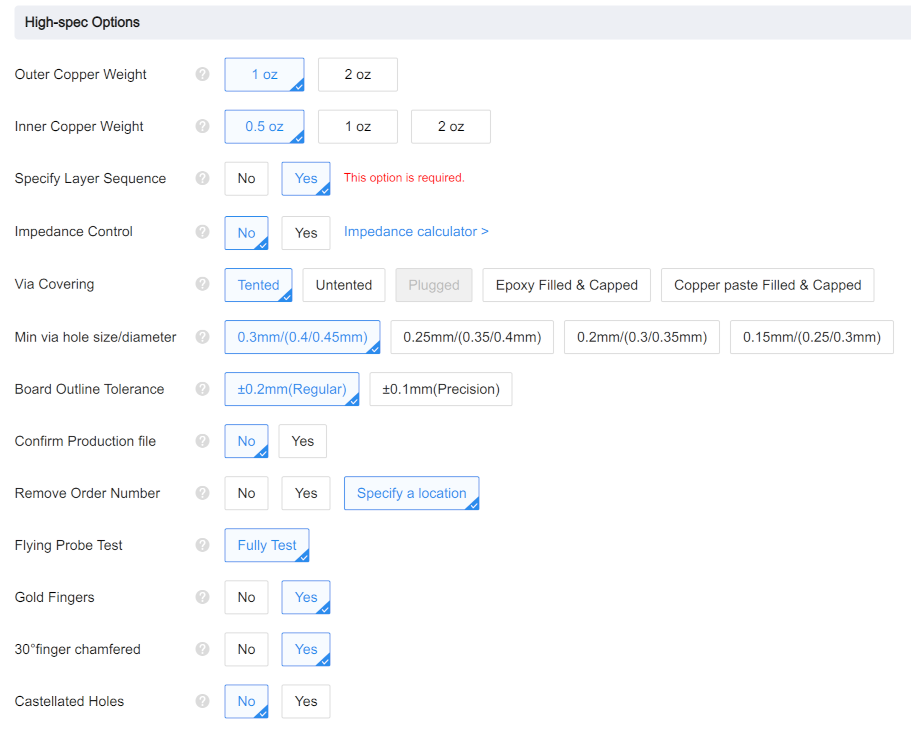 High-spec Options
Outer Copper Weight ? 1 oz 2 oz
Inner Copper Weight ? 0.5 oz 1 oz 2 oz
Specify Layer Sequence ? No Yes This option is required.
Impedance Control ? No Yes Impedance calculator >
Via Covering ? Tented Untented Plugged Epoxy Filled & Capped Copper paste Filled & Capped
Min via hole size/diameter ? 0.3mm/(0.4/0.45mm) 0.25mm/(0.35/0.4mm) 0.2mm/(0.3/0.35mm) 0.15mm/(0.25/0.3mm)
Board Outline Tolerance ? ±0.2mm(Regular) ±0.1mm(Precision)
Confirm Production file ? No Yes
Remove Order Number ? No Yes Specify a location
Flying Probe Test ? Fully Test
Gold Fingers ? No Yes
30°finger chamfered ? No Yes
Castellated Holes ? No Yes